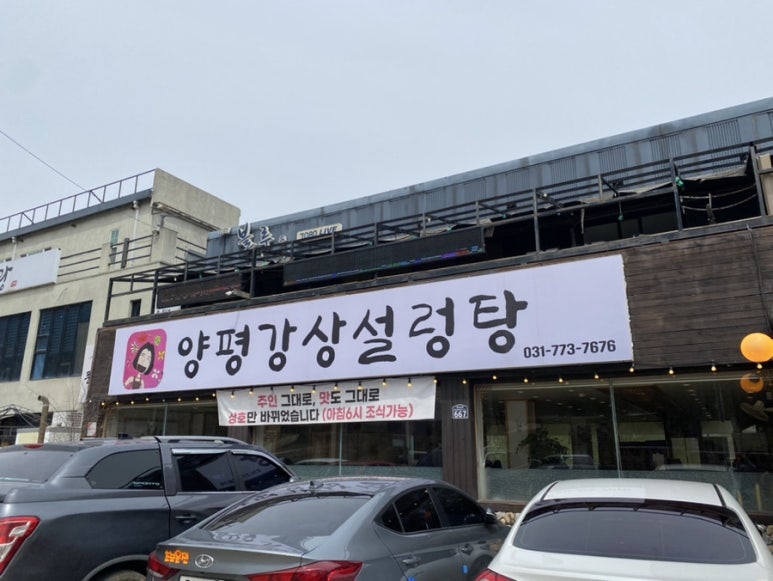 블루
7080 LIVE
양평강상설렁탕
031-773-7676
주인 그대로, 맛도 그대로
상호만 바뀌었습니다 (아침6시 조식가능)
667